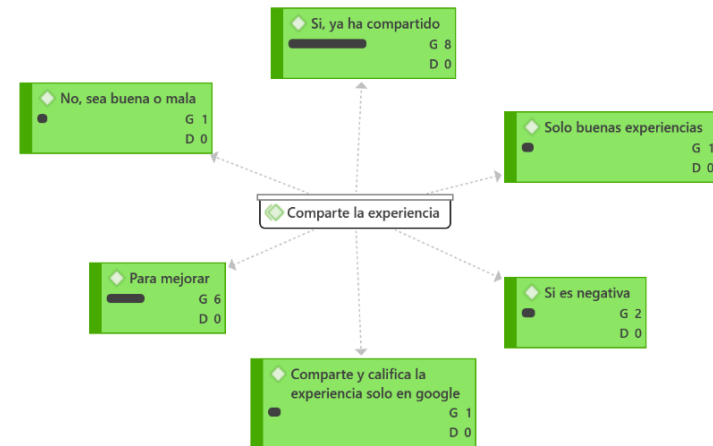 Si, ya ha compartido
G 8
D 0
No, sea buena o mala
G 1
D 0
Solo buenas experiencias
G 1
D 0
Comparte la experiencia
Para mejorar
G 6
D 0
Si es negativa
G 2
D 0
Comparte y califica la
experiencia solo en google
G 1
D 0